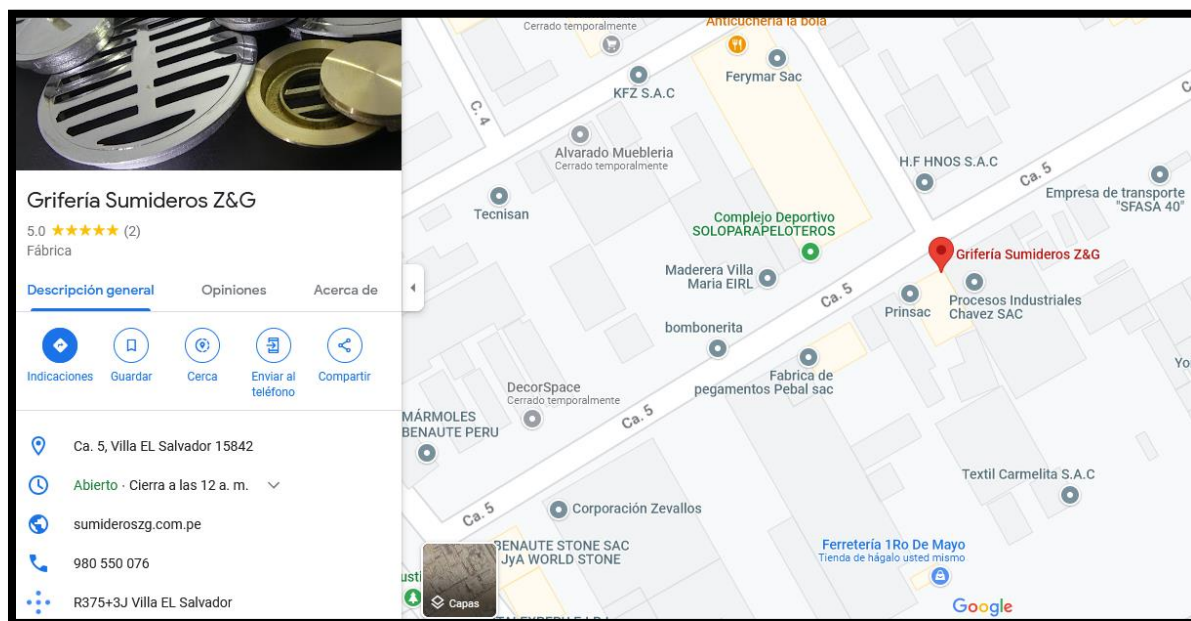 Grifería Sumideros Z&G
5.0 ★★★★★ (2)
Fábrica
Descripción general
Opiniones
Acerca de
Indicaciones
Guardar
Cerca
Enviar al
teléfono
Compartir
Ca. 5, Villa EL Salvador 15842
Abierto · Cierra a las 12 a. m.
sumideroszg.com.pe
980 550 076
R375+3J Villa EL Salvador
Cerrado temporalmente
Anticucheria la bola
Ferymar Sac
KFZ S.A.C
C. 4
Alvarado Muebleria
Cerrado temporalmente
Tecnisan
H.F HNOS S.A.C
Ca. 5
Empresa de transporte
"SFASA 40"
Complejo Deportivo
SOLOPARAPELOTEROS
Grifería Sumideros Z&G
Maderera Villa
Maria EIRL
Ca. 5
Prinsac
Procesos Industriales
Chavez SAC
bombonerita
Fabrica de
pegamentos Pebal sac
DecorSpace
Cerrado temporalmente
Ca. 5
MÁRMOLES
BENAUTE PERU
Textil Carmelita S.A.C
Ca. 5
Corporación Zevallos
BENAUTE STONE SAC
JyA WORLD STONE
Ferretería 1Ro De Mayo
Tienda de hágalo usted mismo
Capas
Google